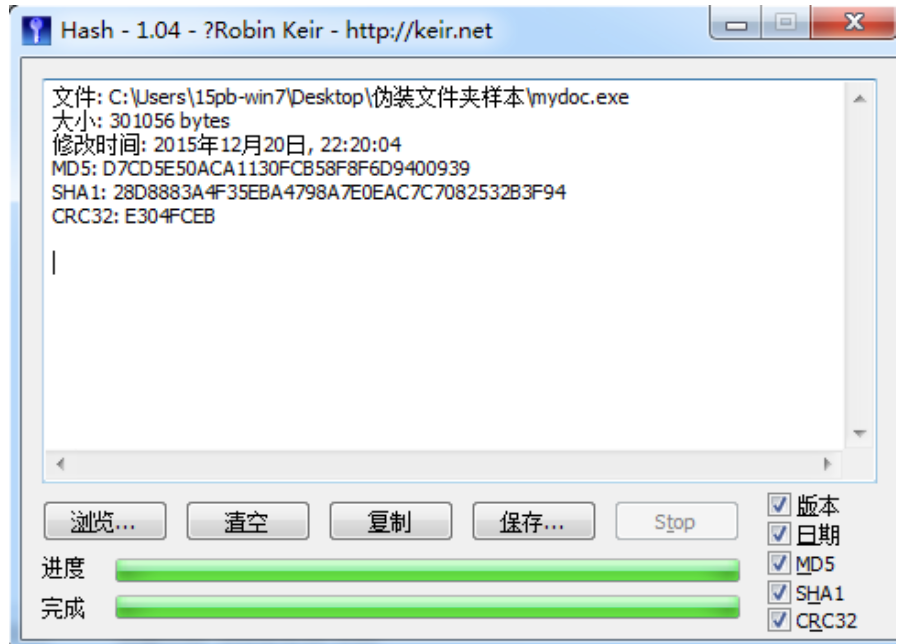 Hash - 1.04 - ?Robin Keir - http://keir.net
文件: C:\Users\15pb-win7\Desktop\伪装文件夹样本\mydoc.exe
大小: 301056 bytes
修改时间: 2015年12月20日, 22:20:04
MD5: D7CD5E50ACA1130FCB58F8F6D9400939
SHA1: 28D8883A4F35EBA4798A7E0EAC7C7082532B3F94
CRC32: E304FCEB
浏览... 清空 复制 保存... Stop
版本
日期
MD5
SHA1
CRC32
进度
完成